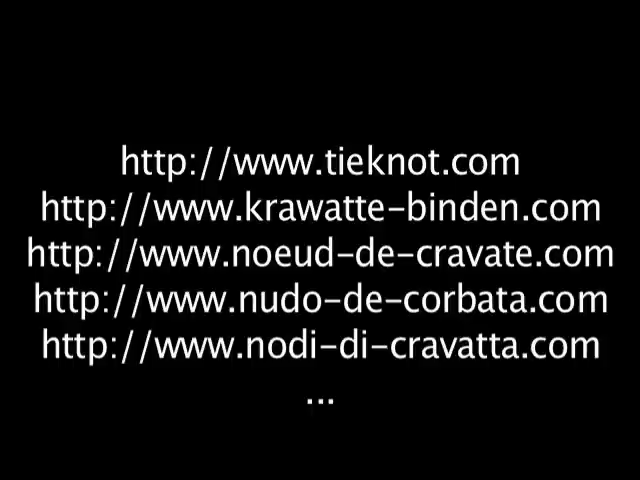 http://www.tieknot.com
http://www.krawatte-binden.com
http://www.noeud-de-cravate.com
http://www.nudo-de-corbata.com
http://www.nodi-di-cravatta.com
...